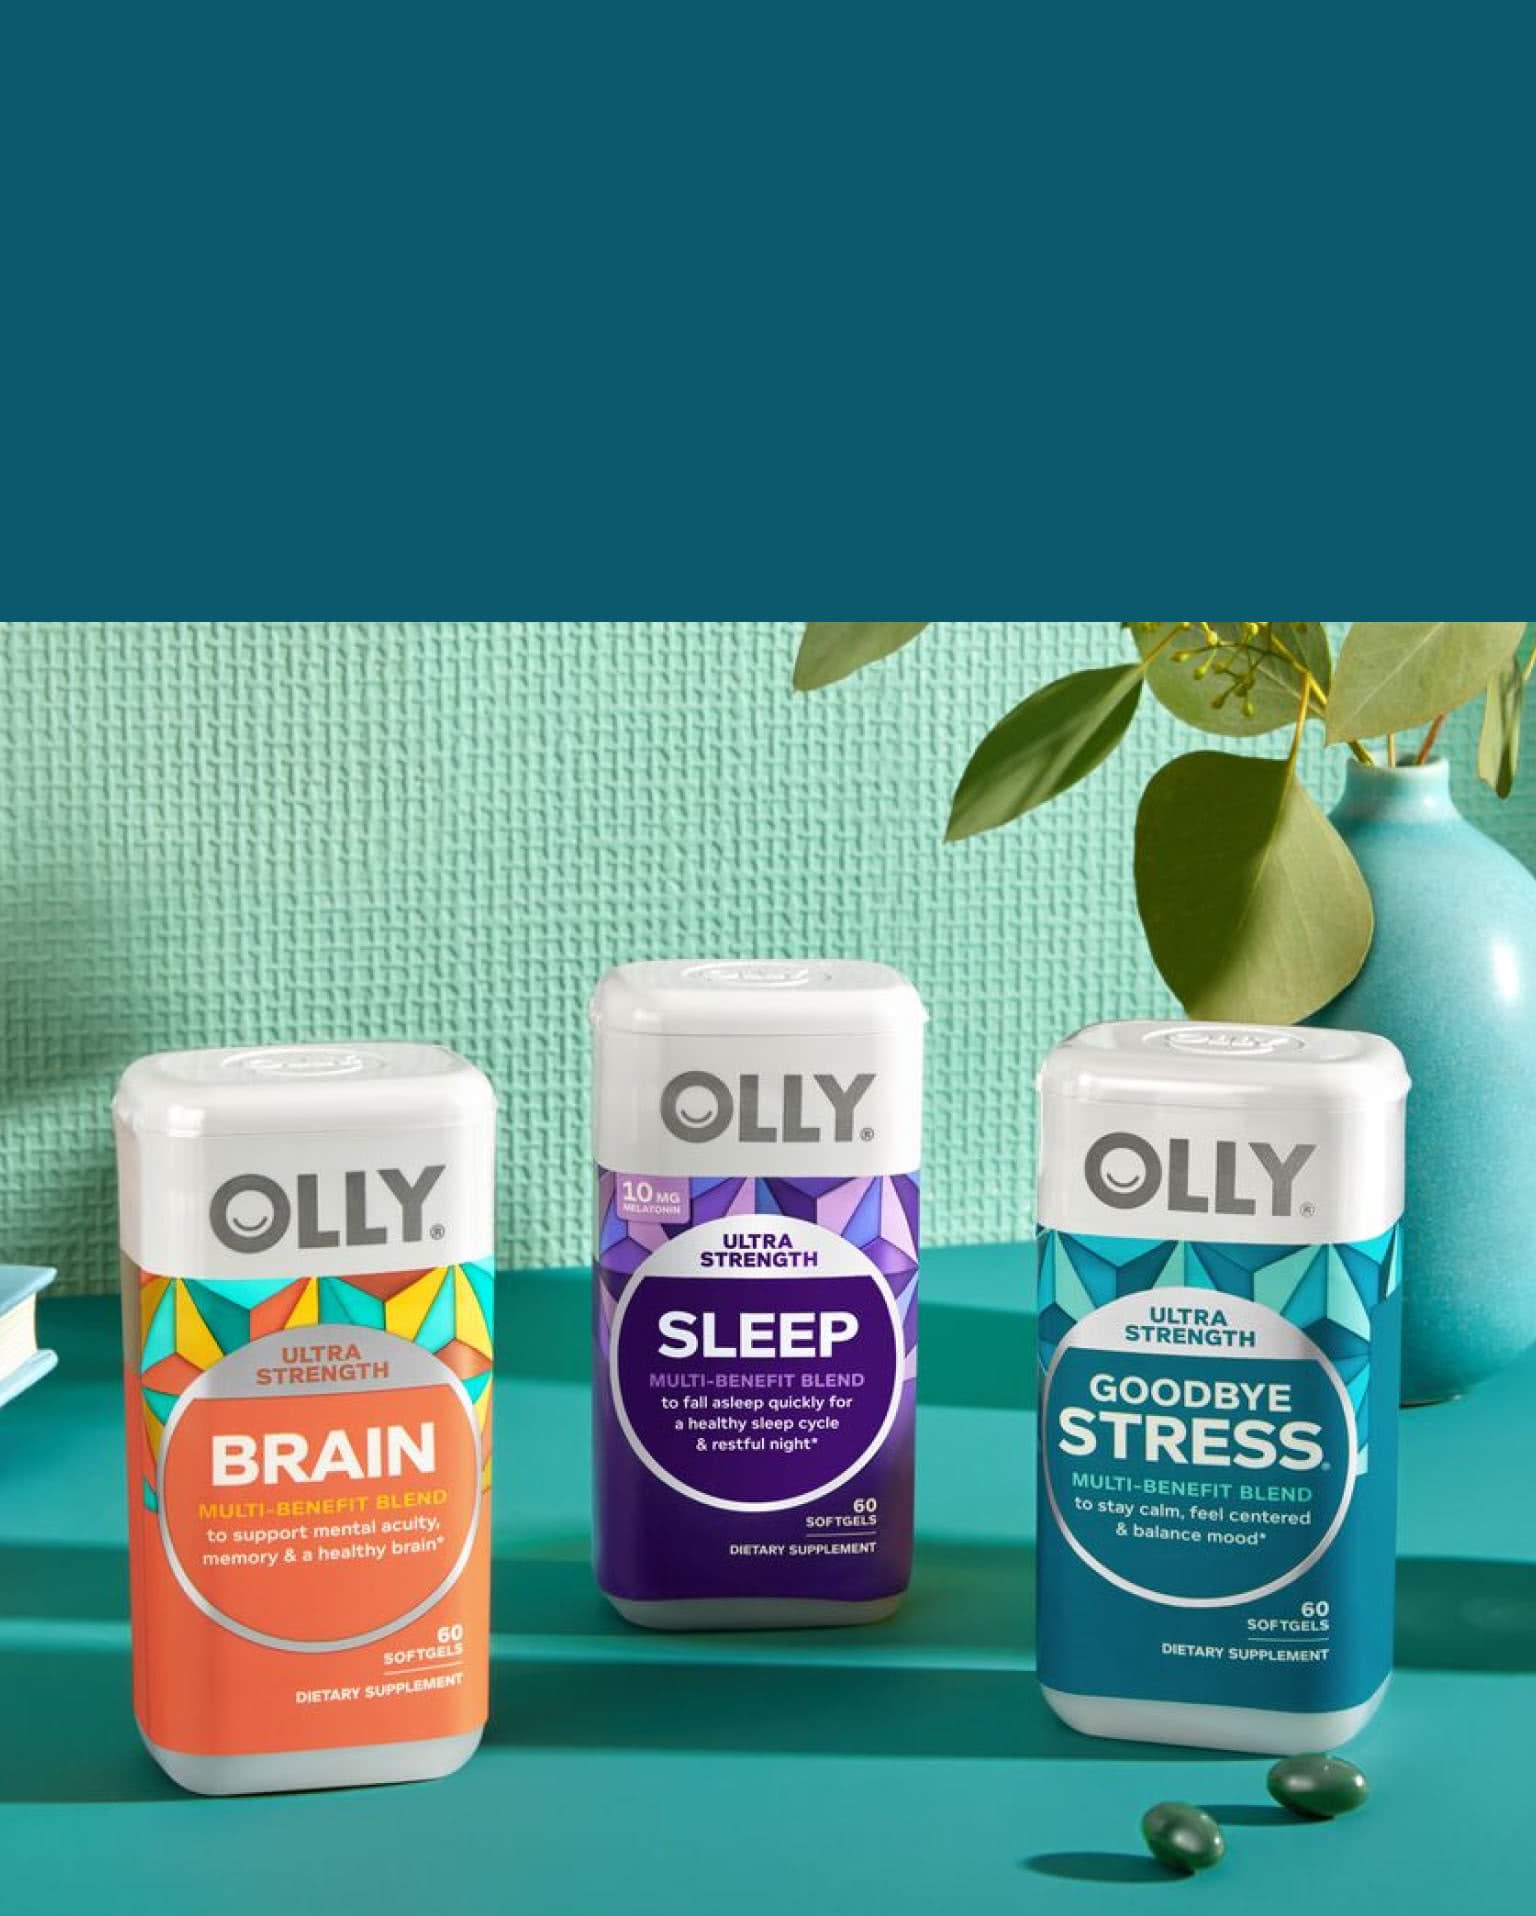 OLLY®
ULTRA
STRENGTH
BRAIN
MULTI-BENEFIT BLEND
to support mental acuity,
memory & a healthy brain*
60
SOFTGELS
DIETARY SUPPLEMENT
OLLY®
10 MG
MELATONIN
ULTRA
STRENGTH
SLEEP
MULTI-BENEFIT BLEND
to fall asleep quickly for
a healthy sleep cycle
& restful night*
60
SOFTGELS
DIETARY SUPPLEMENT
OLLY®
ULTRA
STRENGTH
GOODBYE
STRESS®
MULTI-BENEFIT BLEND
to stay calm, feel centered
& balance mood*
60
SOFTGELS
DIETARY SUPPLEMENT